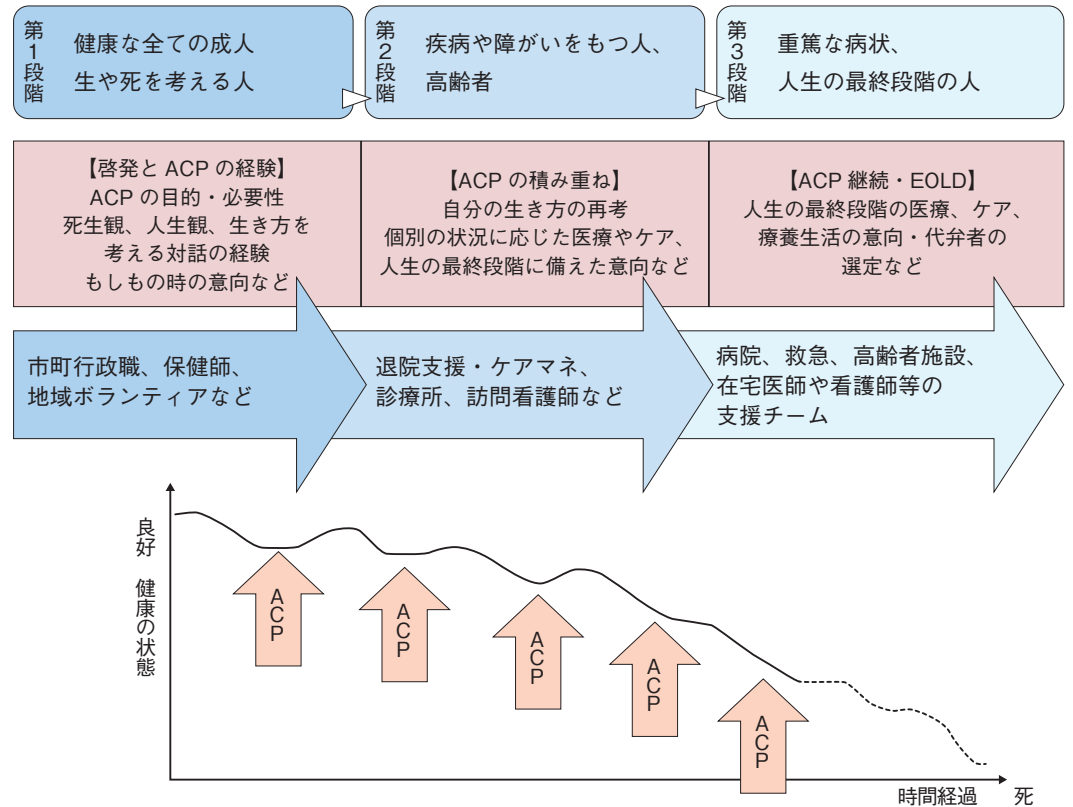 第1段階
健康な全ての成人
生や死を考える人
第2段階
疾病や障がいをもつ人、
高齢者
第3段階
重篤な病状、
人生の最終段階の人
【啓発と ACP の経験】
ACP の目的・必要性
死生観、人生観、生き方を
考える対話の経験
もしもの時の意向など
【ACP の積み重ね】
自分の生き方の再考
個別の状況に応じた医療やケア、
人生の最終段階に備えた意向など
【ACP 継続・EOLD】
人生の最終段階の医療、ケア、
療養生活の意向・代弁者の
選定など
市町行政職、保健師、
地域ボランティアなど
退院支援・ケアマネ、
診療所、訪問看護師など
病院、救急、高齢者施設、
在宅医師や看護師等の
支援チーム
良好 健康の状態
ACP
ACP
ACP
ACP
ACP
時間経過 死